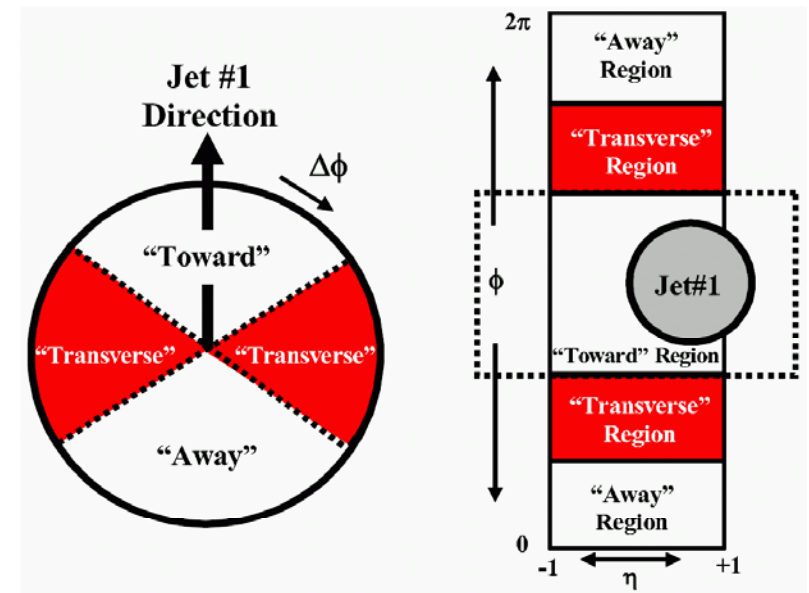 Jet #1
Direction
Δϕ
“Toward”
“Transverse”
“Transverse”
“Away”
2π
“Away”
Region
“Transverse”
Region
ϕ
Jet#1
“Toward” Region
“Transverse”
Region
“Away”
Region
0
-1
η
+1